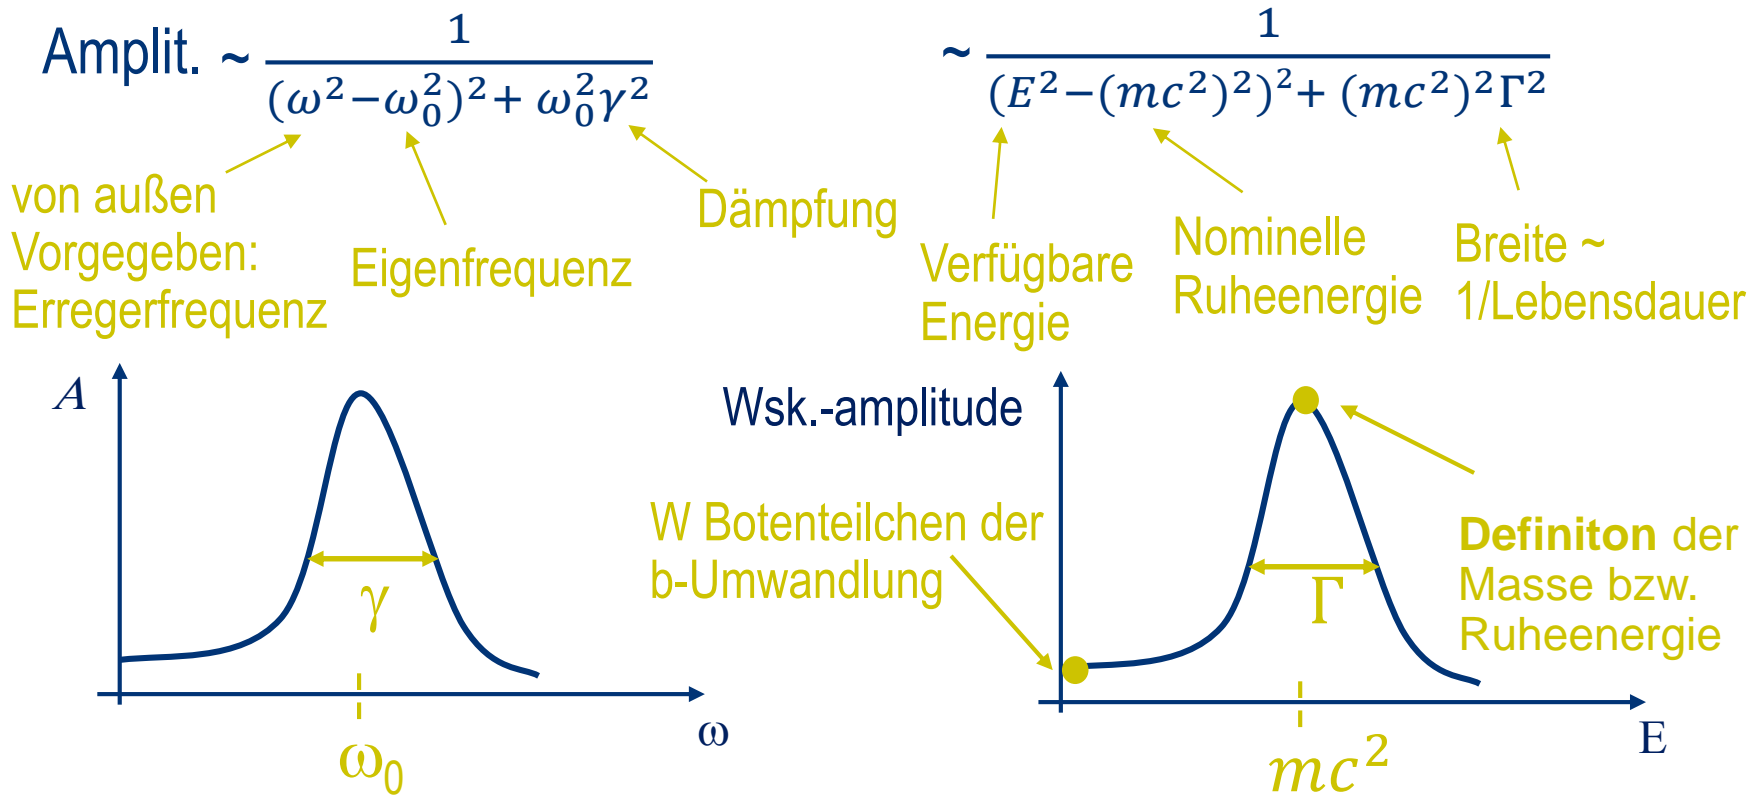 Amplit. ~ 1 / ((ω² − ω₀²)² + ω₀²γ²)
~ 1 / ((E² − (mc²)²)² + (mc²)²Γ²)
von außen
Vorgegeben:
Erregerfrequenz
Eigenfrequenz
Dämpfung
Verfügbare
Energie
Nominelle
Ruheenergie
Breite ~
1/Lebensdauer
A
γ
ω₀
ω
Wsk.-amplitude
W Botenteilchen der
b-Umwandlung
Γ
Definiton der
Masse bzw.
Ruheenergie
mc²
E